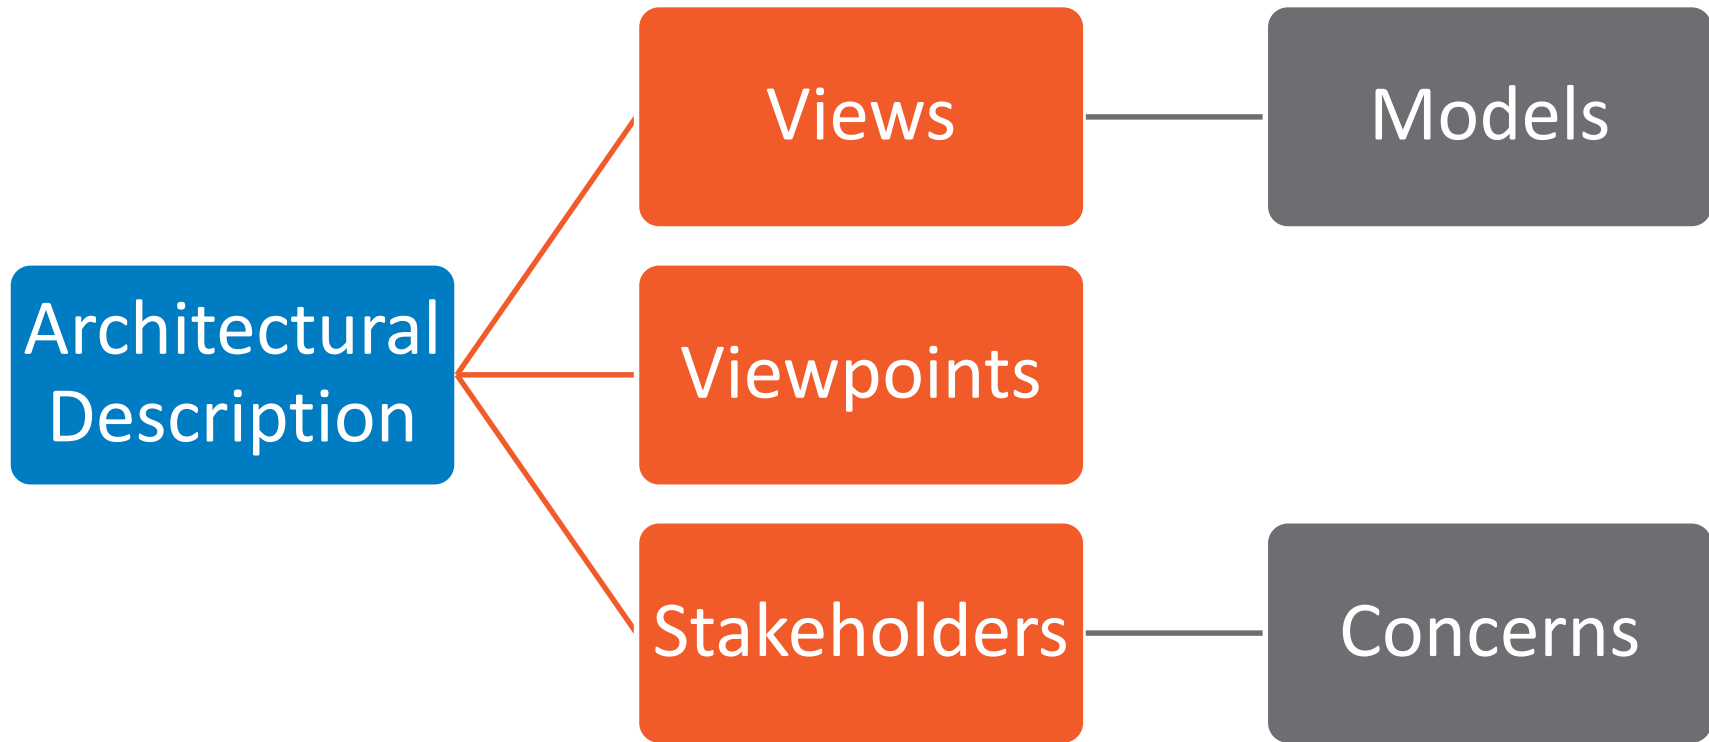 Views
Models
Architectural
Description
Viewpoints
Stakeholders
Concerns